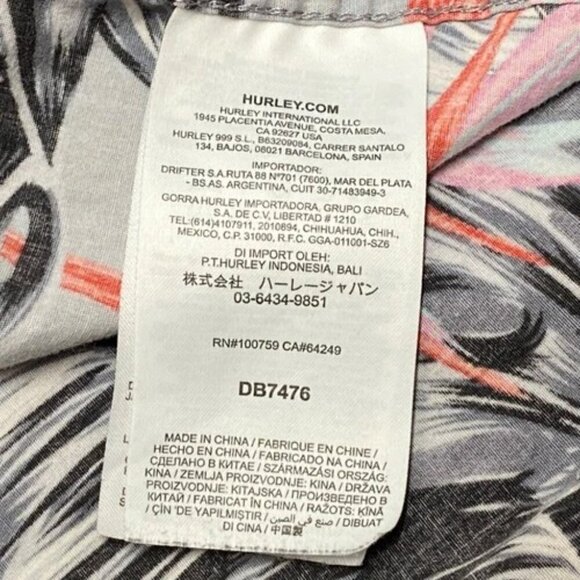 HURLEY.COM
HURLEY INTERNATIONAL LLC
1945 PLACENTIA AVENUE, COSTA MESA,
CA 92627 USA
HURLEY 999 S.L., B63209084, CARRER SANTALO
134, BAJOS, 08021 BARCELONA, SPAIN
IMPORTADOR:
DRIFTER S.A.RUTA 88 Nº701 (7600), MAR DEL PLATA
- BS.AS. ARGENTINA, CUIT 30-71483949-3
GORRA HURLEY IMPORTADORA, GRUPO GARDEA,
S.A. DE C.V, LIBERTAD # 1210
TEL:(614)4107911, 2010694, CHIHUAHUA, CHIH.,
MEXICO, C.P. 31000, R.F.C. GGA-011001-SZ6
DI IMPORT OLEH:
P.T.HURLEY INDONESIA, BALI
株式会社 ハーレージャパン
03-6434-9851
RN#100759 CA#64249
DB7476
MADE IN CHINA / FABRIQUE EN CHINE /
HECHO EN CHINA / FABRICADO NA CHINA /
СДЕЛАНО В КИТАЕ / SZÁRMAZÁSI ORSZÁG:
KÍNA / ZEMLJA PROIZVODNJE: KINA / DRŽAVA
PROIZVODNJE: KITAJSKA / ПРОИЗВЕДЕНО В
КИТАЙ / FABRICAT ÎN CHINA / RAŽOTS: ĶĪNA
/ ÇİN 'DE YAPILMISTIR / صنع في الصين / DIBUAT
DI CINA / 中国製